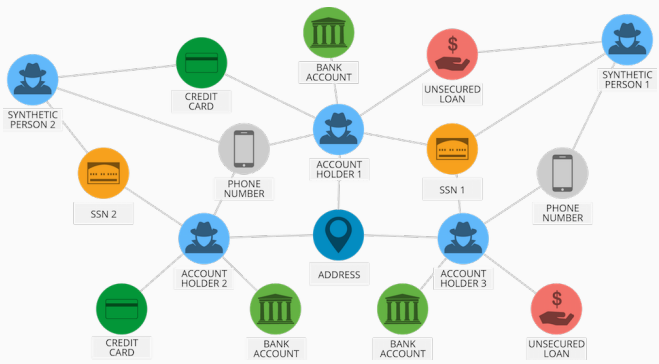 BANK
ACCOUNT
SYNTHETIC
PERSON 1
$
UNSECURED
LOAN
CREDIT
CARD
SYNTHETIC
PERSON 2
ACCOUNT
HOLDER 1
PHONE
NUMBER
SSN 1
PHONE
NUMBER
SSN 2
ACCOUNT
HOLDER 2
ADDRESS
ACCOUNT
HOLDER 3
CREDIT
CARD
BANK
ACCOUNT
BANK
ACCOUNT
$
UNSECURED
LOAN